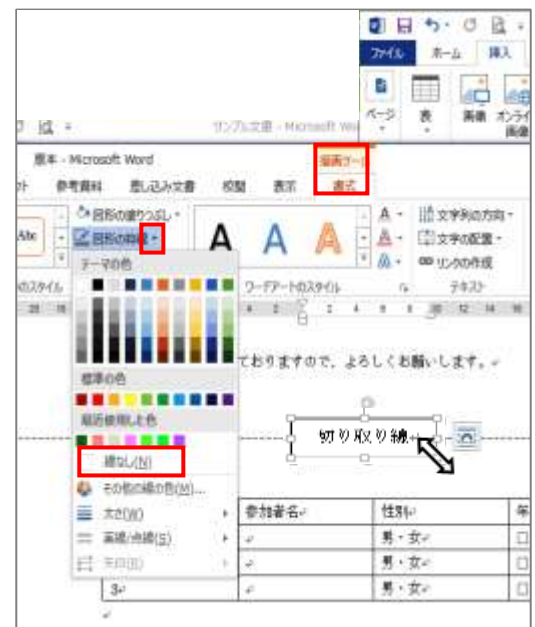 ファイル ホーム 挿入
ページ 表 画像 オンライ
画像
サンプル文書 - Microsoft Wo
版本 - Microsoft Word 描画ツー
参考資料 差し込み文書 校閲 表示 書式
図形の塗りつぶし
Abc 図形の枠線 A A A A 文字列の方向
文字の配置
リンクの作成
のスタイル ワードアートのスタイル テキスト
テーマの色
ておりますので、よろしくお願いします。
標準の色
最近使用した色
切り取り線
線なし(N)
その他の線の色(M)...
太さ(W) 参加者名 性別 年
実線/点線(S) 男・女
矢印(R) 男・女
3 男・女